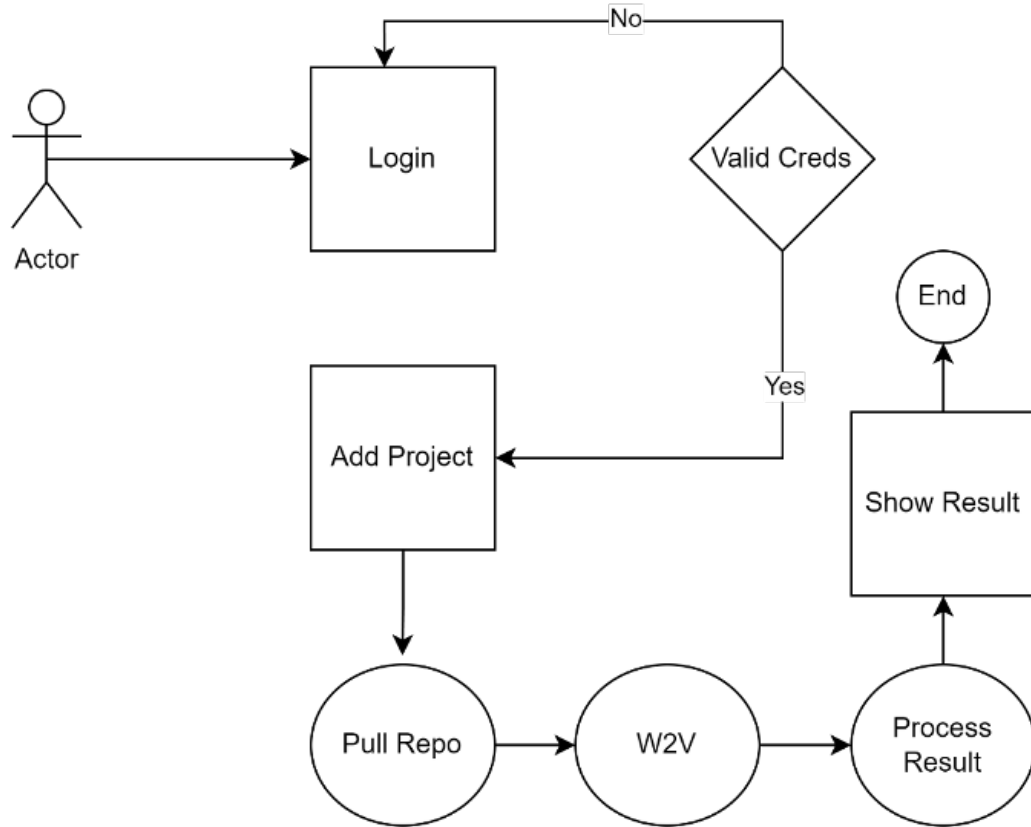 No
Login
Valid Creds
Actor
End
Yes
Add Project
Show Result
Pull Repo
W2V
Process
Result